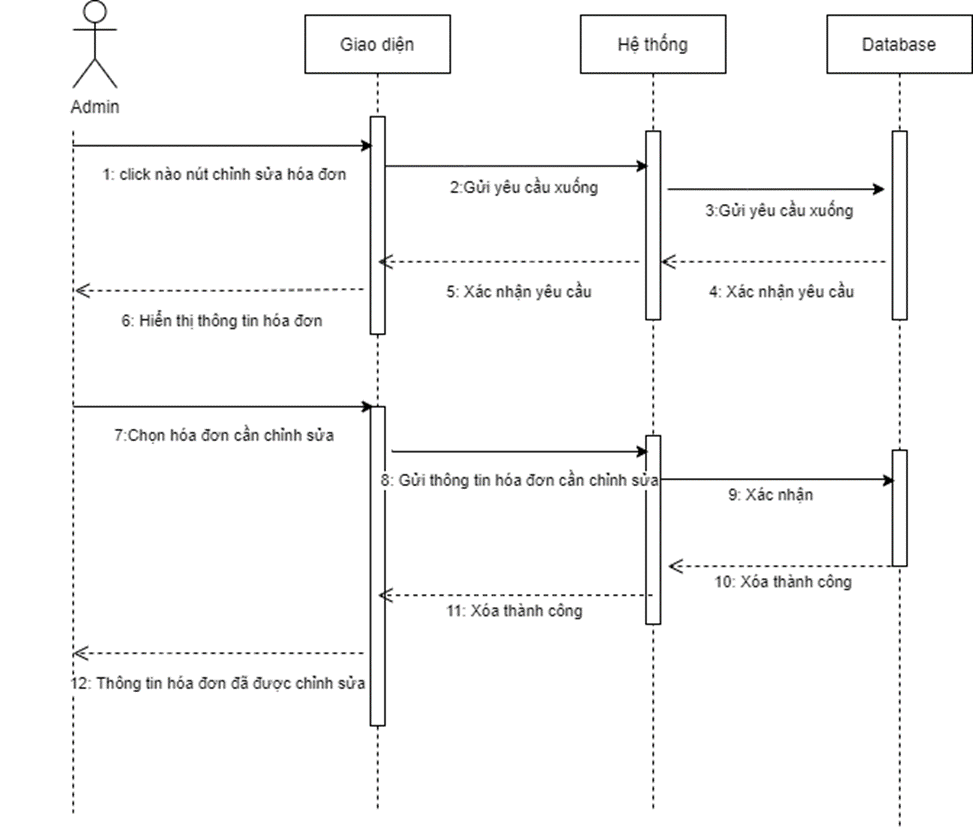 Giao diện
Hệ thống
Database
Admin
1: click nào nút chỉnh sửa hóa đơn
2:Gửi yêu cầu xuống
3:Gửi yêu cầu xuống
4: Xác nhận yêu cầu
5: Xác nhận yêu cầu
6: Hiển thị thông tin hóa đơn
7:Chọn hóa đơn cần chỉnh sửa
8: Gửi thông tin hóa đơn cần chỉnh sửa
9: Xác nhận
10: Xóa thành công
11: Xóa thành công
12: Thông tin hóa đơn đã được chỉnh sửa